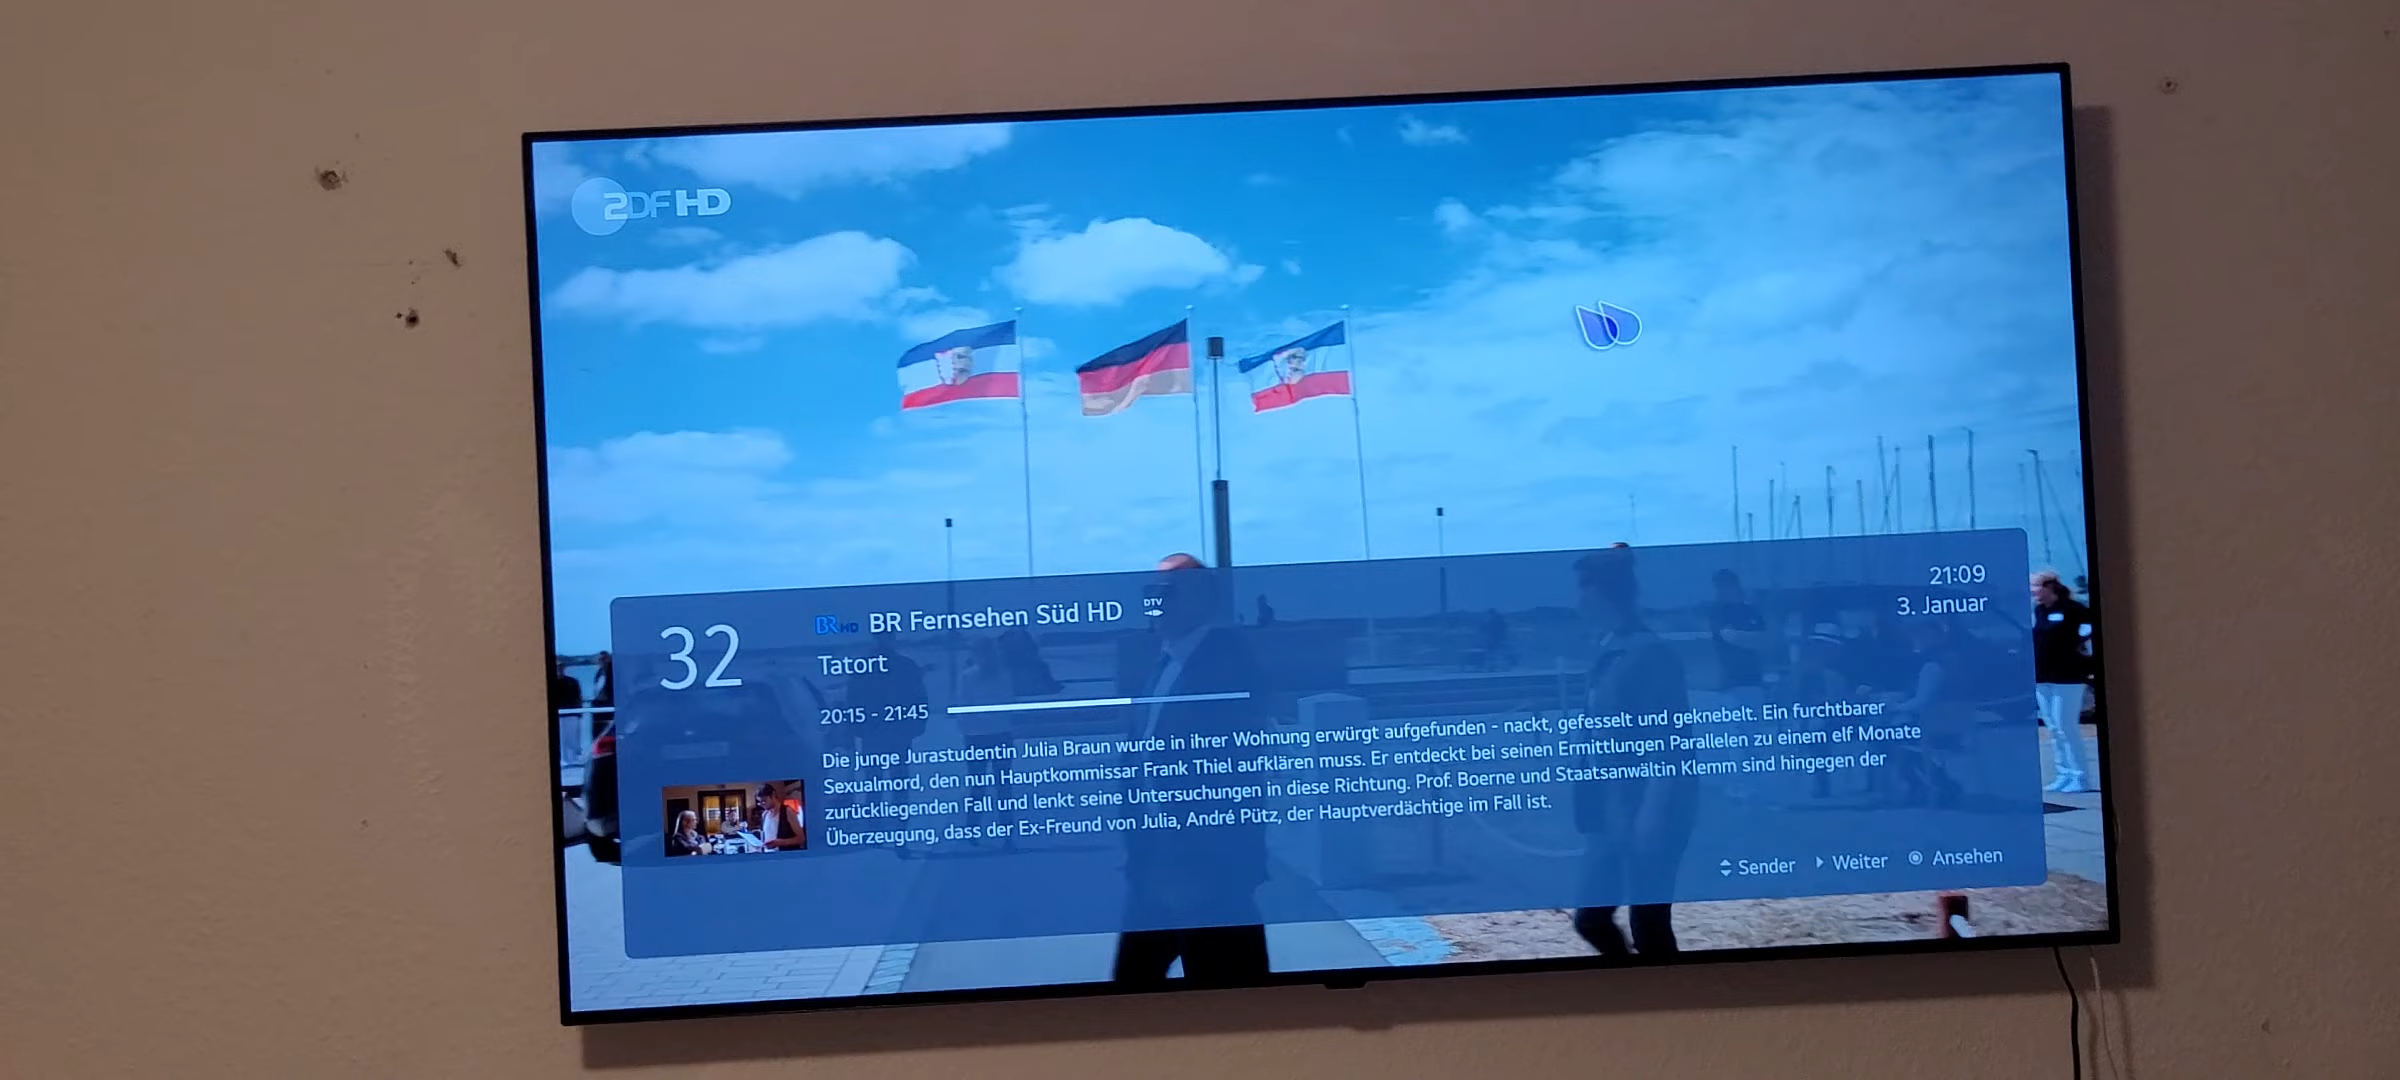 ZDF HD
32
BR HD BR Fernsehen Süd HD DTV
21:09
3. Januar
Tatort
20:15 - 21:45
Die junge Jurastudentin Julia Braun wurde in ihrer Wohnung erwürgt aufgefunden - nackt, gefesselt und geknebelt. Ein furchtbarer
Sexualmord, den nun Hauptkommissar Frank Thiel aufklären muss. Er entdeckt bei seinen Ermittlungen Parallelen zu einem elf Monate
zurückliegenden Fall und lenkt seine Untersuchungen in diese Richtung. Prof. Boerne und Staatsanwältin Klemm sind hingegen der
Überzeugung, dass der Ex-Freund von Julia, André Pütz, der Hauptverdächtige im Fall ist.
Sender Weiter Ansehen